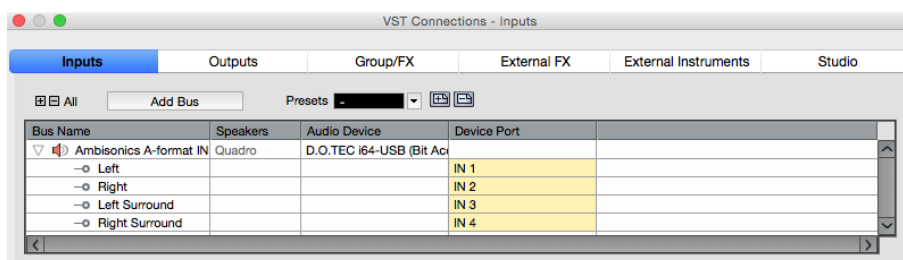 VST Connections - Inputs
Inputs Outputs Group/FX External FX External Instruments Studio
All Add Bus Presets -
Bus Name Speakers Audio Device Device Port
Ambisonics A-format IN Quadro D.O.TEC i64-USB (Bit Acc
Left IN 1
Right IN 2
Left Surround IN 3
Right Surround IN 4